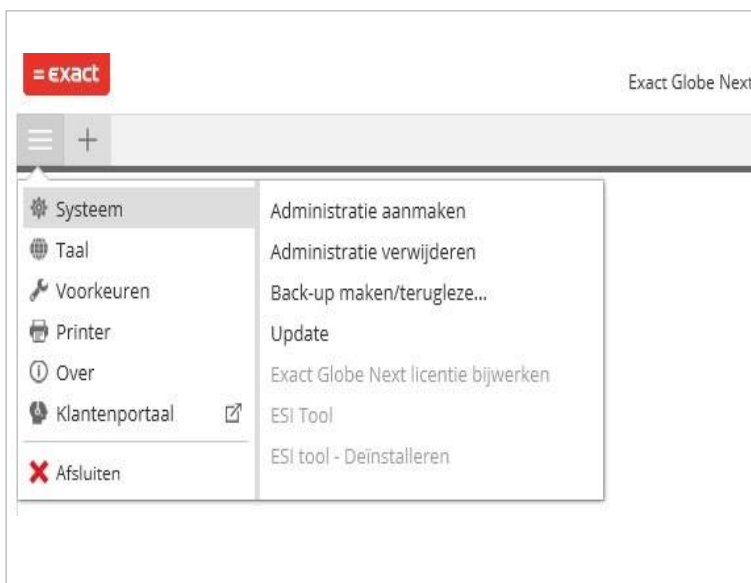 = exact
Exact Globe Next
Systeem
Taal
Voorkeuren
Printer
Over
Klantenportaal
Afsluiten
Administratie aanmaken
Administratie verwijderen
Back-up maken/terugleze...
Update
Exact Globe Next licentie bijwerken
ESI Tool
ESI tool - Deïnstalleren